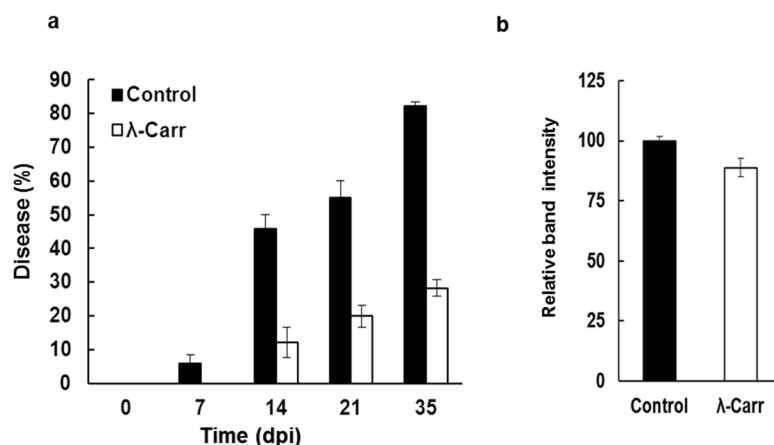 a
90
80
70
60
50
40
30
20
10
0
Disease (%)
Control
λ-Carr
0 7 14 21 35
Time (dpi)
b
125
100
75
50
25
0
Relative band intensity
Control λ-Carr